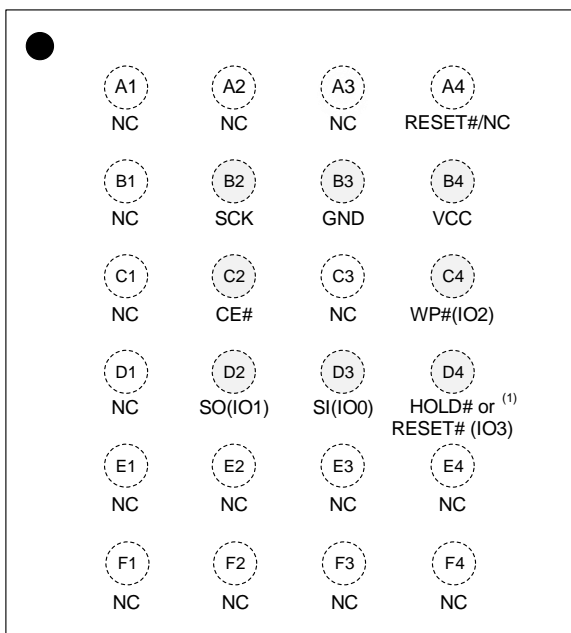 A1 A2 A3 A4
NC NC NC RESET#/NC
B1 B2 B3 B4
NC SCK GND VCC
C1 C2 C3 C4
NC CE# NC WP#(IO2)
D1 D2 D3 D4
NC SO(IO1) SI(IO0) HOLD# or (1)
RESET# (IO3)
E1 E2 E3 E4
NC NC NC NC
F1 F2 F3 F4
NC NC NC NC